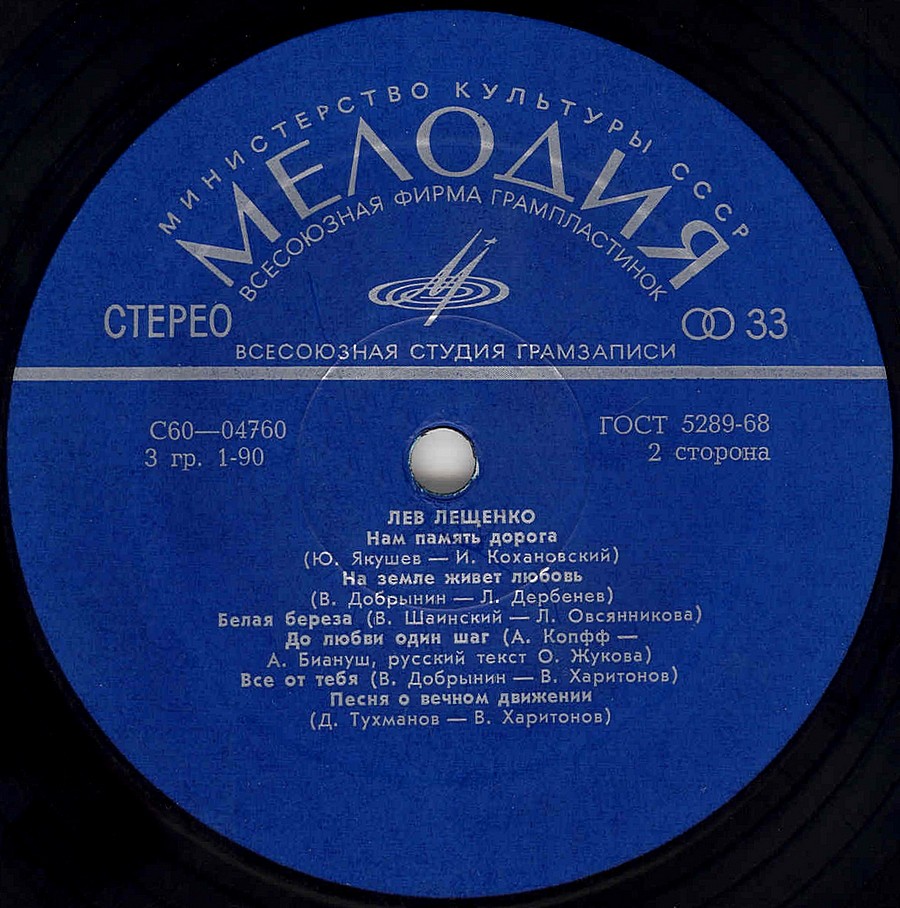 МИНИСТЕРСТВО КУЛЬТУРЫ СССР
МЕЛОДИЯ
ВСЕСОЮЗНАЯ ФИРМА ГРАМПЛАСТИНОК
СТЕРЕО
33
ВСЕСОЮЗНАЯ СТУДИЯ ГРАМЗАПИСИ
С60—04760
3 гр. 1-90
ГОСТ 5289-68
2 сторона
ЛЕВ ЛЕЩЕНКО
Нам память дорога
(Ю. Якушев — И. Кохановский)
На земле живет любовь
(В. Добрынин — Л. Дербенев)
Белая береза (В. Шаинский — Л. Овсянникова)
До любви один шаг (А. Копфф —
А. Биануш, русский текст О. Жукова)
Все от тебя (В. Добрынин — В. Харитонов)
Песня о вечном движении
(Д. Тухманов — В. Харитонов)